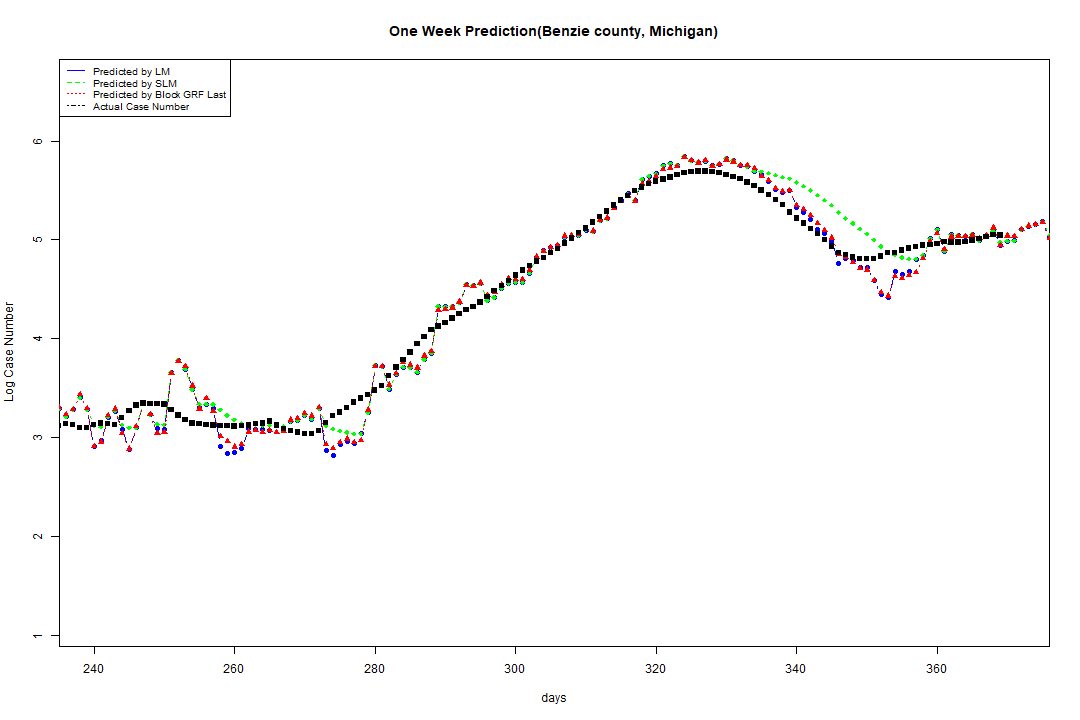 One Week Prediction(Benzie county, Michigan)
Predicted by LM
Predicted by SLM
Predicted by Block GRF Last
Actual Case Number
Log Case Number
6
5
4
3
2
1
240 260 280 300 320 340 360
days